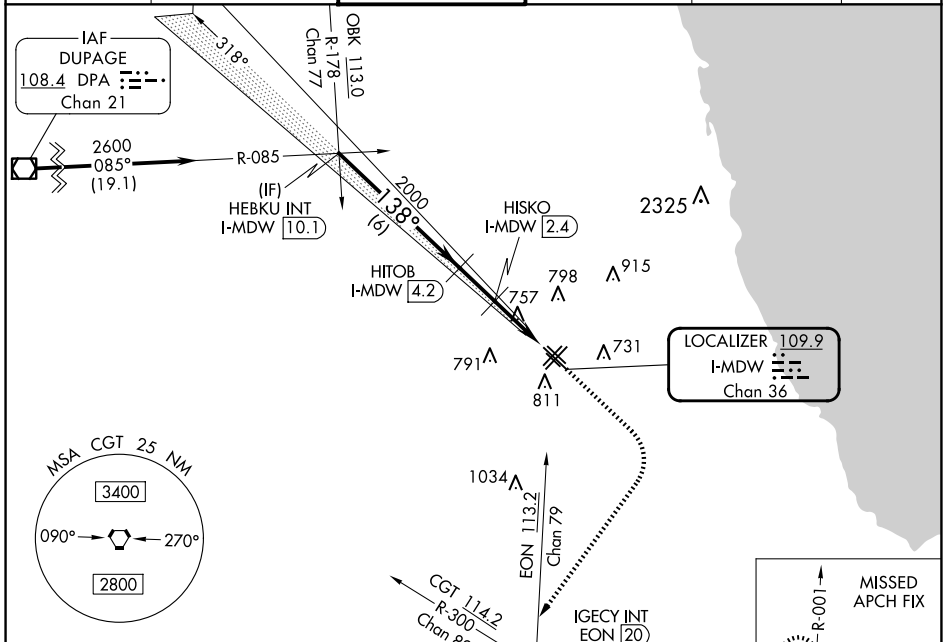 IAF
DUPAGE
108.4 DPA
Chan 21
318°
OBK 113.0
R-178
Chan 77
2600
085°
(19.1)
R-085
(IF)
HEBKU INT
I-MDW 10.1
2000
138°
(6)
HISKO
I-MDW 2.4
HITOB
I-MDW 4.2
2325
915
798
757
731
791
811
LOCALIZER 109.9
I-MDW
Chan 36
MSA CGT 25 NM
3400
090°
270°
2800
1034
EON 113.2
Chan 79
CGT 114.2
R-300
IGECY INT
EON 20
R-001
MISSED
APCH FIX